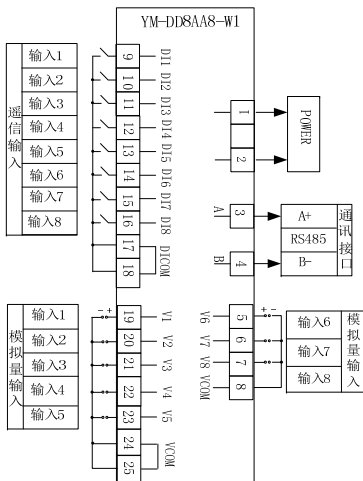 YM-DD8AA8-W1
遥信输入
输入1
输入2
输入3
输入4
输入5
输入6
输入7
输入8
9 DI1
10 DI2
11 DI3
12 DI4
13 DI5
14 DI6
15 DI7
16 DI8
17
18
DICOM
1
2
POWER
A 3
B 4
A+
RS485
B-
通讯接口
模拟量输入
输入1
输入2
输入3
输入4
输入5
- +
19 V1
20 V2
21 V3
22 V4
23 V5
24
25
VCOM
V6 5
V7 6
V8 7
VCOM 8
+ -
输入6
输入7
输入8
模拟量输入